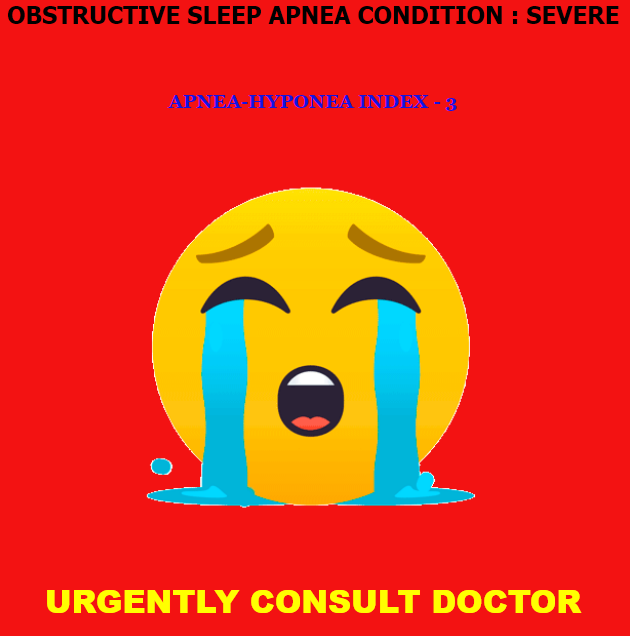 OBSTRUCTIVE SLEEP APNEA CONDITION : SEVERE
APNEA-HYPONEA INDEX - 3
URGENTLY CONSULT DOCTOR